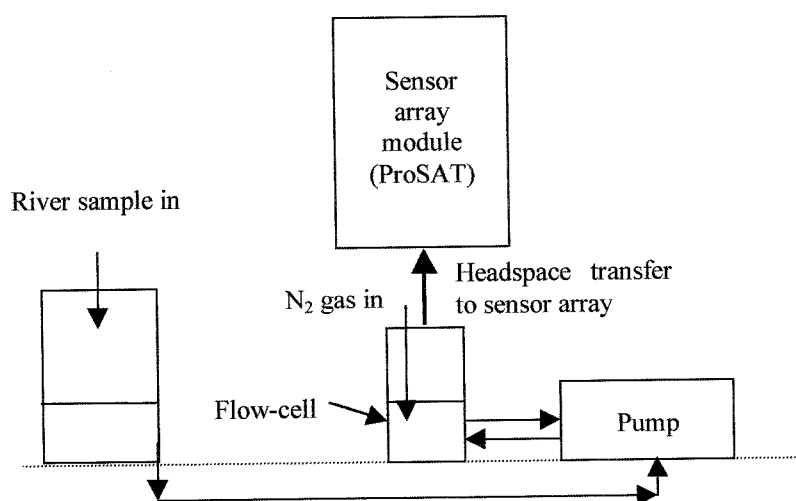 Sensor
array
module
(ProSAT)
River sample in
Headspace transfer
to sensor array
N₂ gas in
Flow-cell
Pump